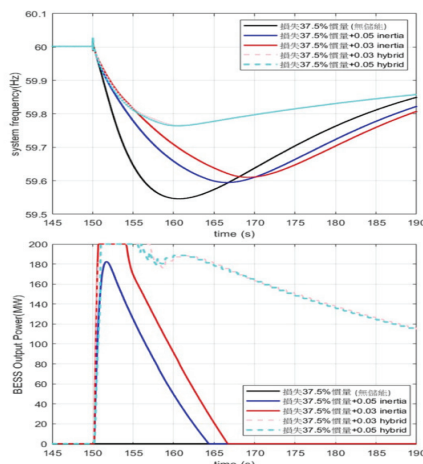 60.1
60
59.9
59.8
59.7
59.6
59.5
system frequency(Hz)
損失37.5%慣量 (無儲能)
損失37.5%慣量+0.05 inertia
損失37.5%慣量+0.03 inertia
損失37.5%慣量+0.03 hybrid
損失37.5%慣量+0.05 hybrid
145 150 155 160 165 170 175 180 185 190
time (s)
200
180
160
140
120
100
80
60
40
20
0
BESS Output Power(MW)
損失37.5%慣量 (無儲能)
損失37.5%慣量+0.05 inertia
損失37.5%慣量+0.03 inertia
損失37.5%慣量+0.03 hybrid
損失37.5%慣量+0.05 hybrid
145 150 155 160 165 170 175 180 185 190
time (s)